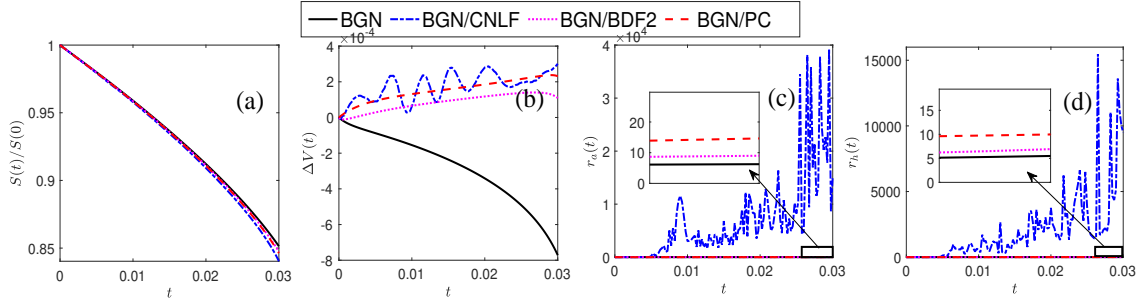 BGN BGN/CNLF BGN/BDF2 BGN/PC
1
0.95
0.9
0.85
S(t)/S(0)
(a)
0 0.01 0.02 0.03
t
×10⁻⁴
4
2
0
-2
-4
-6
-8
ΔV(t)
(b)
0 0.01 0.02 0.03
t
×10⁴
4
3
2
1
0
r_a(t)
20
10
0
(c)
0 0.01 0.02 0.03
t
15000
10000
5000
0
r_h(t)
15
10
5
0
(d)
0 0.01 0.02 0.03
t